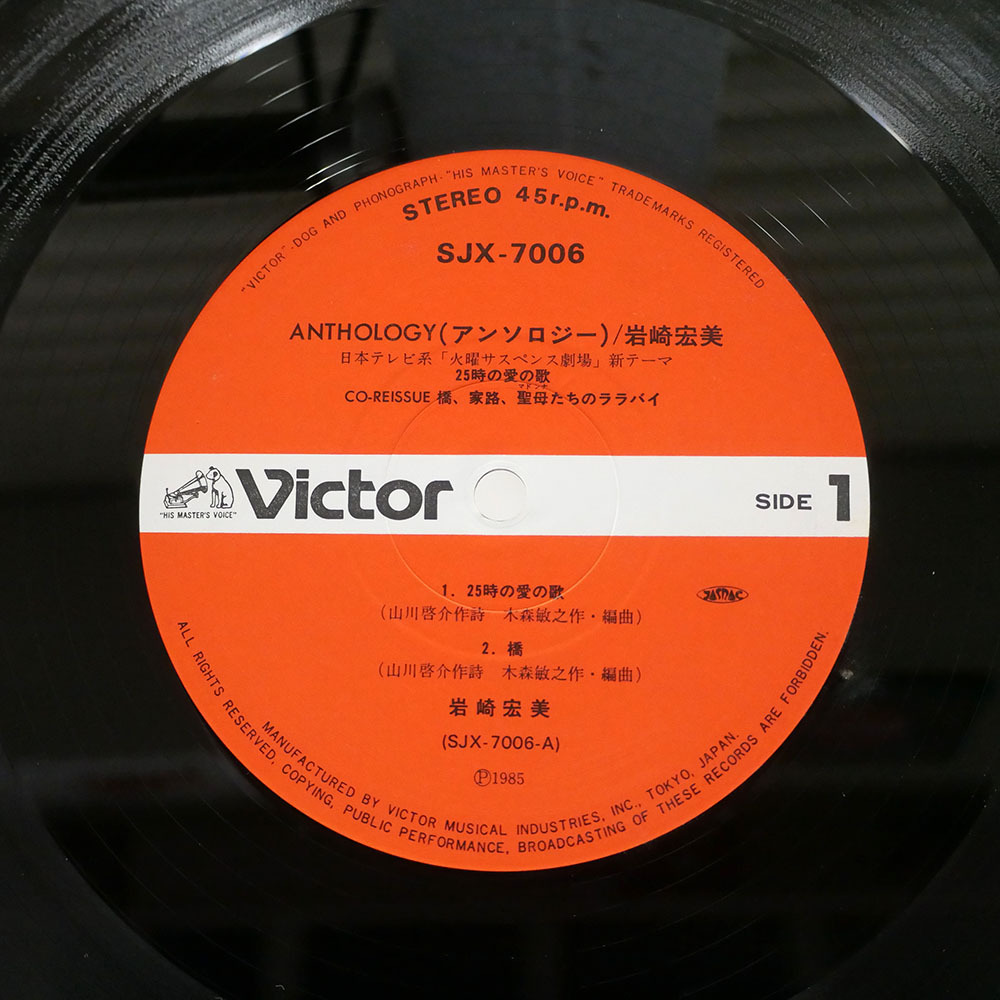 "VICTOR"-DOG AND PHONOGRAPH-"HIS MASTER'S VOICE" TRADEMARKS REGISTERED
STEREO 45r.p.m.
SJX-7006
ANTHOLOGY(アンソロジー)/岩崎宏美
日本テレビ系「火曜サスペンス劇場」新テーマ
25時の愛の歌
マドンナ
CO-REISSUE 橋、家路、聖母たちのララバイ
"HIS MASTER'S VOICE"
Victor
SIDE 1
1. 25時の愛の歌
(山川啓介作詩 木森敏之作・編曲)
JASRAC
2. 橋
(山川啓介作詩 木森敏之作・編曲)
岩崎宏美
(SJX-7006-A)
Ⓟ1985
MANUFACTURED BY VICTOR MUSICAL INDUSTRIES, INC., TOKYO, JAPAN.
ALL RIGHTS RESERVED, COPYING, PUBLIC PERFORMANCE, BROADCASTING OF THESE RECORDS ARE FORBIDDEN.